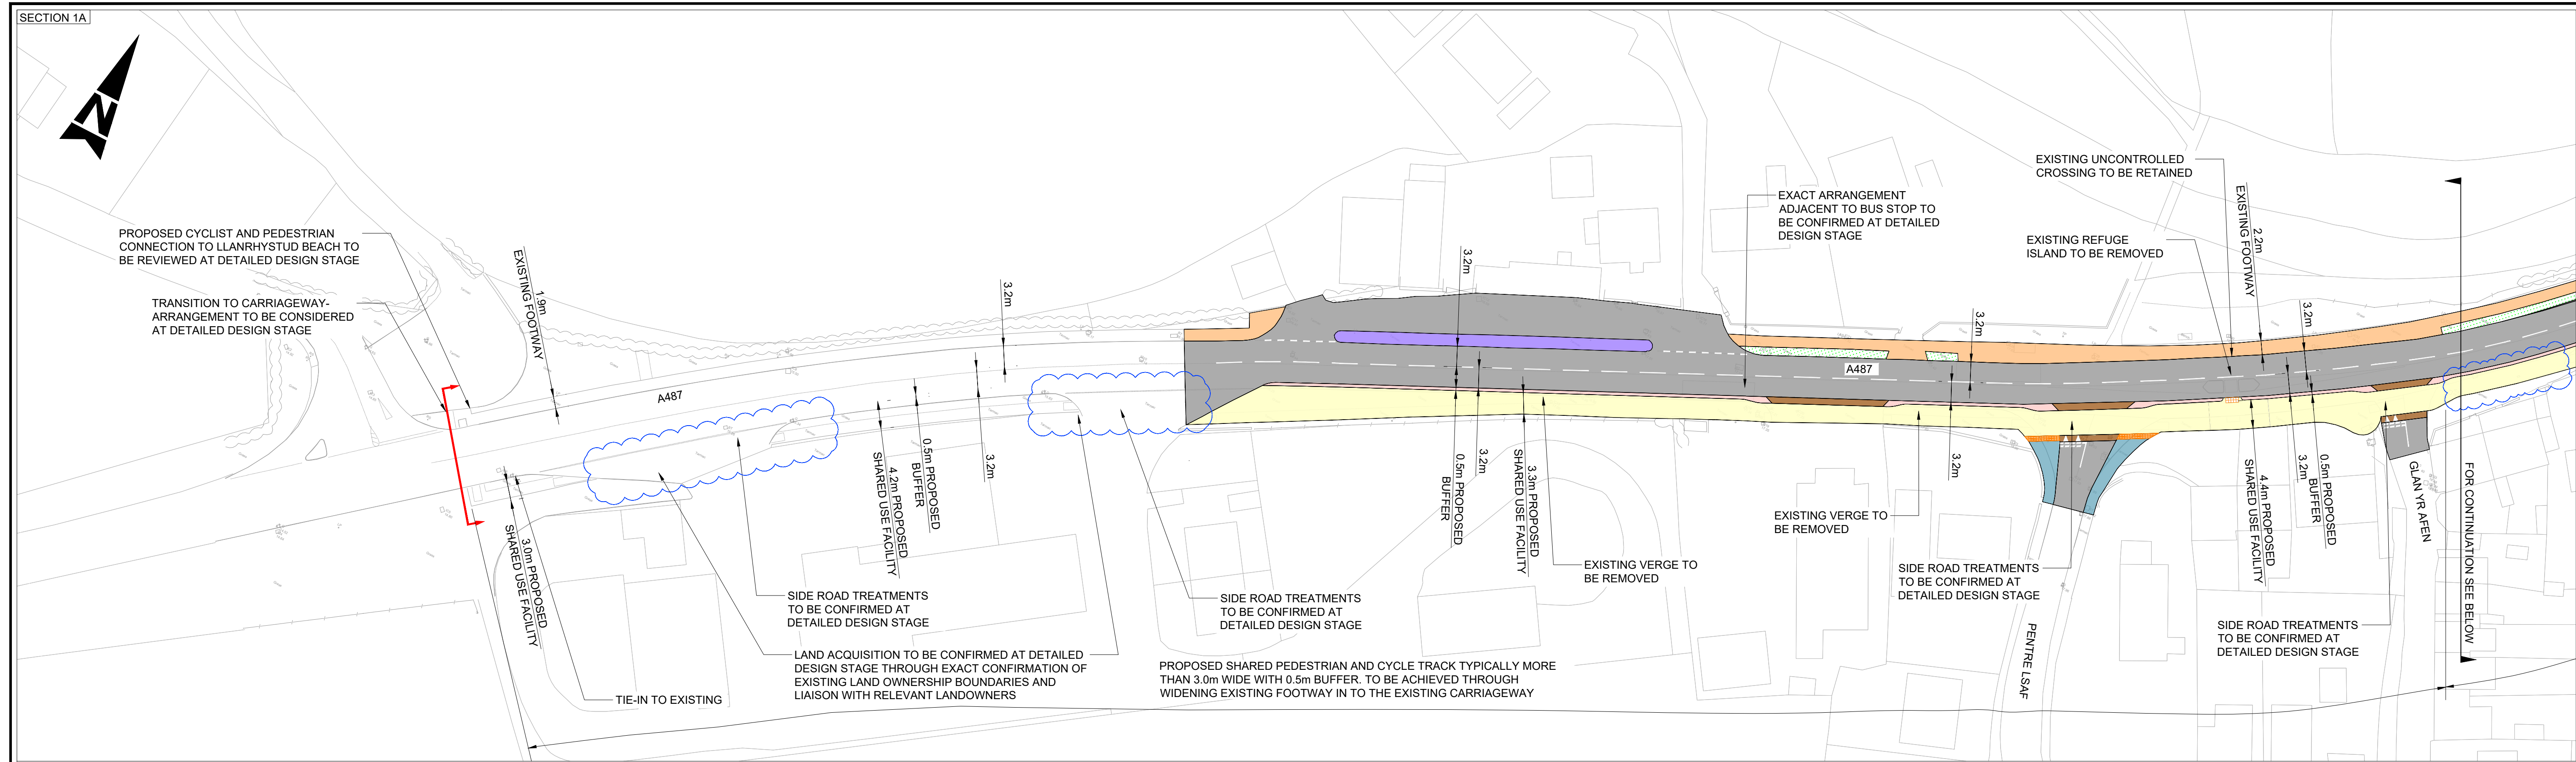 SECTION 1A
N
PROPOSED CYCLIST AND PEDESTRIAN
CONNECTION TO LLANRHYSTUD BEACH TO
BE REVIEWED AT DETAILED DESIGN STAGE
TRANSITION TO CARRIAGEWAY-
ARRANGEMENT TO BE CONSIDERED
AT DETAILED DESIGN STAGE
1.9m
EXISTING FOOTWAY
A487
3.2m
3.0m PROPOSED
SHARED USE FACILITY
TIE-IN TO EXISTING
4.2m PROPOSED
SHARED USE FACILITY
0.5m PROPOSED
BUFFER
3.2m
SIDE ROAD TREATMENTS
TO BE CONFIRMED AT
DETAILED DESIGN STAGE
LAND ACQUISITION TO BE CONFIRMED AT DETAILED
DESIGN STAGE THROUGH EXACT CONFIRMATION OF
EXISTING LAND OWNERSHIP BOUNDARIES AND
LIAISON WITH RELEVANT LANDOWNERS
SIDE ROAD TREATMENTS
TO BE CONFIRMED AT
DETAILED DESIGN STAGE
PROPOSED SHARED PEDESTRIAN AND CYCLE TRACK TYPICALLY MORE
THAN 3.0m WIDE WITH 0.5m BUFFER. TO BE ACHIEVED THROUGH
WIDENING EXISTING FOOTWAY IN TO THE EXISTING CARRIAGEWAY
3.2m
0.5m PROPOSED
BUFFER
3.2m
3.3m PROPOSED
SHARED USE FACILITY
EXISTING VERGE TO
BE REMOVED
EXACT ARRANGEMENT
ADJACENT TO BUS STOP TO
BE CONFIRMED AT DETAILED
DESIGN STAGE
A487
3.2m
3.2m
EXISTING VERGE TO
BE REMOVED
SIDE ROAD TREATMENTS
TO BE CONFIRMED AT
DETAILED DESIGN STAGE
PENTRE LSAF
EXISTING UNCONTROLLED
CROSSING TO BE RETAINED
EXISTING REFUGE
ISLAND TO BE REMOVED
2.2m
EXISTING FOOTWAY
3.2m
4.4m PROPOSED
SHARED USE FACILITY
3.2m
0.5m PROPOSED
BUFFER
SIDE ROAD TREATMENTS
TO BE CONFIRMED AT
DETAILED DESIGN STAGE
GLAN YR AFEN
FOR CONTINUATION SEE BELOW